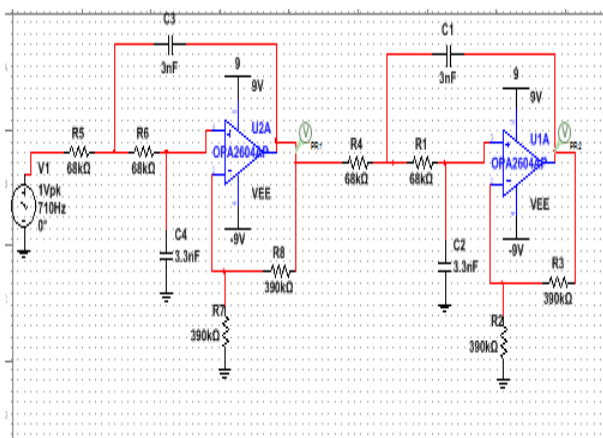 C3
3nF
9
9V
U2A
OPA2604AP
PR1
R5
68kΩ
R6
68kΩ
V1
1Vpk
710Hz
0°
C4
3.3nF
VEE
-9V
R8
390kΩ
R7
390kΩ
C1
3nF
9
9V
U1A
OPA2604AP
PR2
R4
68kΩ
R1
68kΩ
C2
3.3nF
VEE
-9V
R3
390kΩ
R2
390kΩ